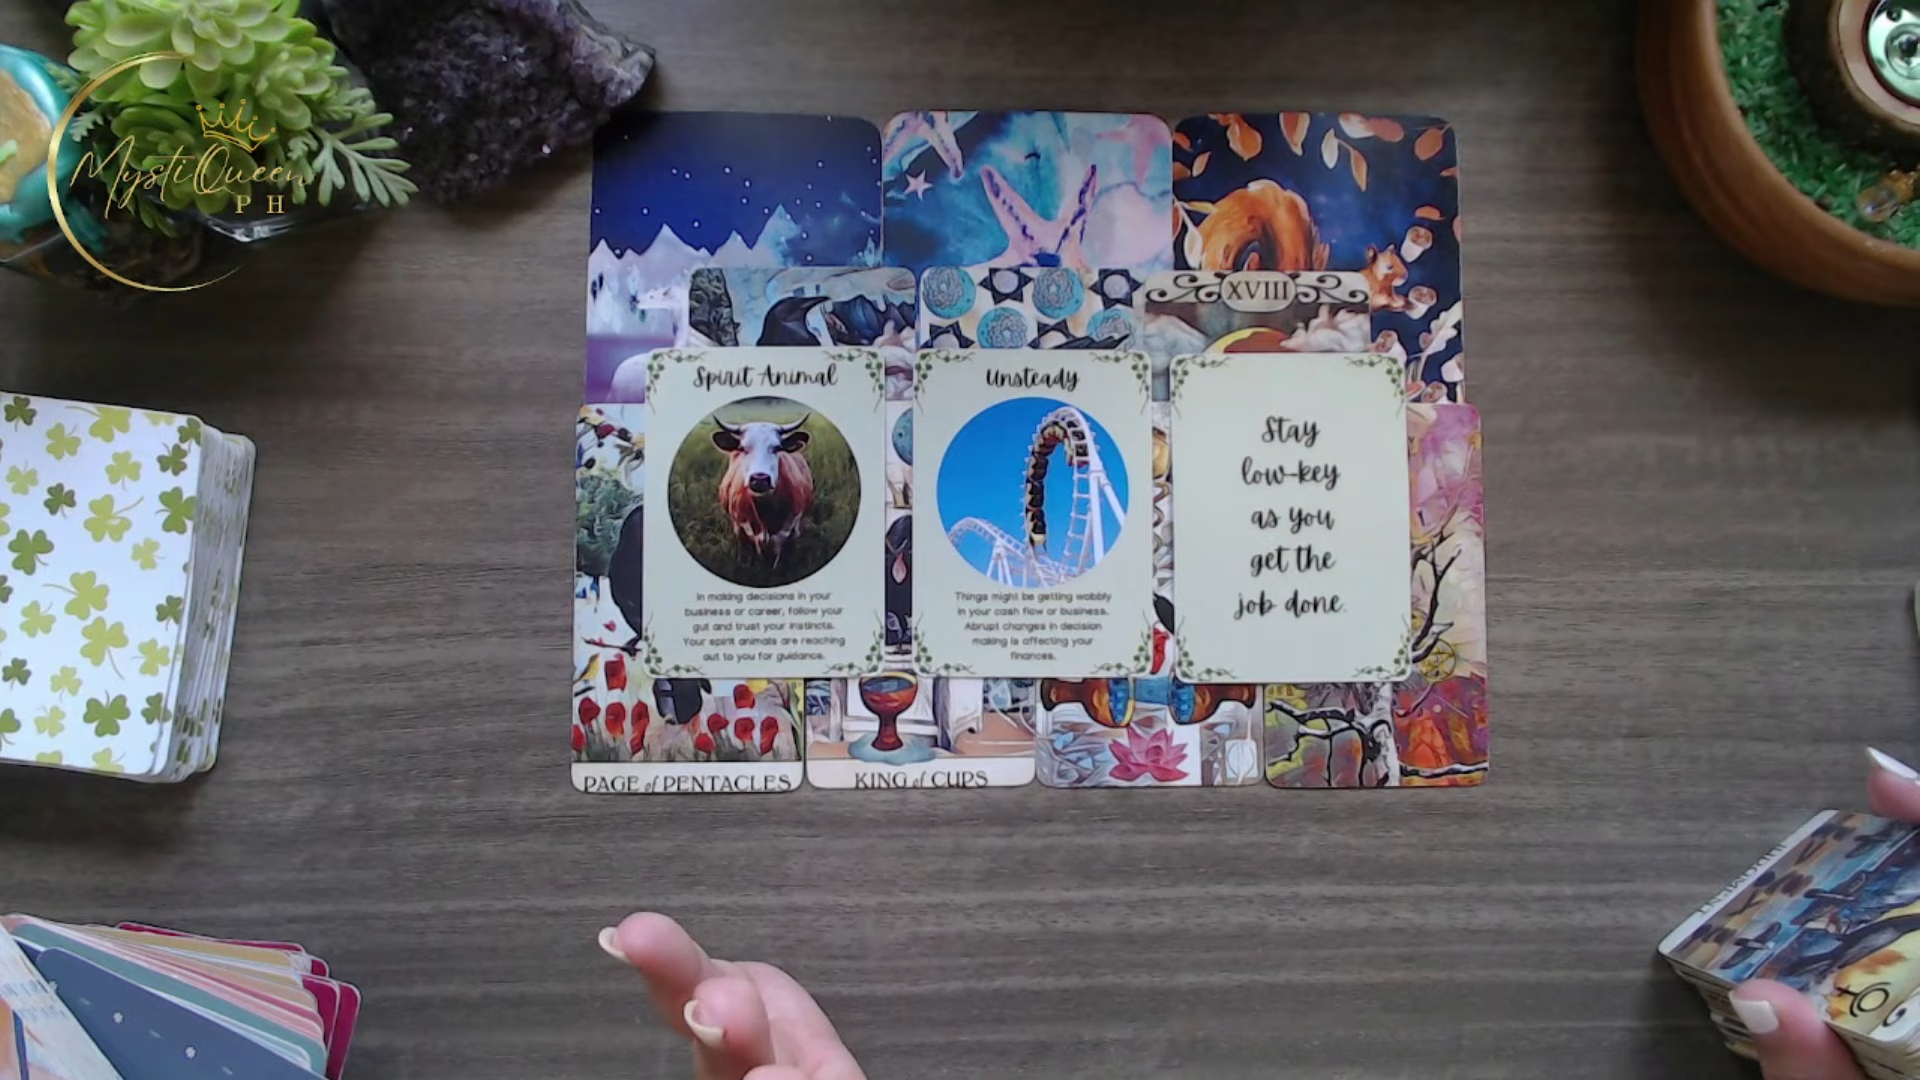 MystiQueen
PH
XVIII
Spirit Animal
In making decisions in your
business or career, follow your
gut and trust your instincts.
Your spirit animals are reaching
out to you for guidance.
Unsteady
Things might be getting wobbly
in your cash flow or business.
Abrupt changes in decision
making is affecting your
finances.
Stay
low-key
as you
get the
job done.
PAGE of PENTACLES
KING of CUPS
JUDGMENT